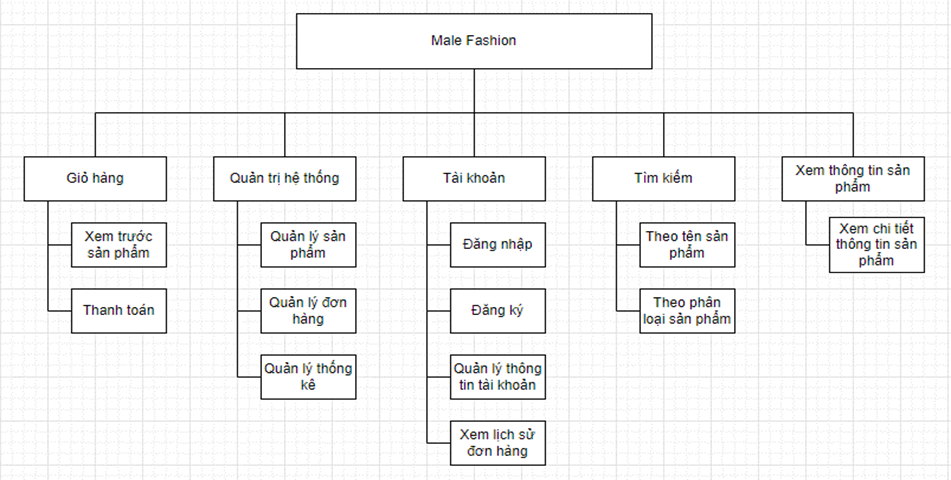 Male Fashion
Giỏ hàng
Xem trước
sản phẩm
Thanh toán
Quản trị hệ thống
Quản lý sản
phẩm
Quản lý đơn
hàng
Quản lý thống
kê
Tài khoản
Đăng nhập
Đăng ký
Quản lý thông
tin tài khoản
Xem lịch sử
đơn hàng
Tìm kiếm
Theo tên sản
phẩm
Theo phân
loại sản phẩm
Xem thông tin sản
phẩm
Xem chi tiết
thông tin sản
phẩm